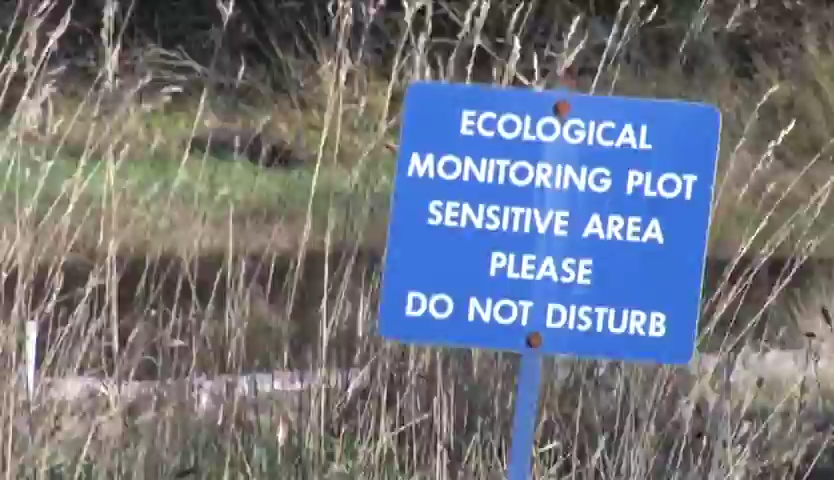 ECOLOGICAL
MONITORING PLOT
SENSITIVE AREA
PLEASE
DO NOT DISTURB